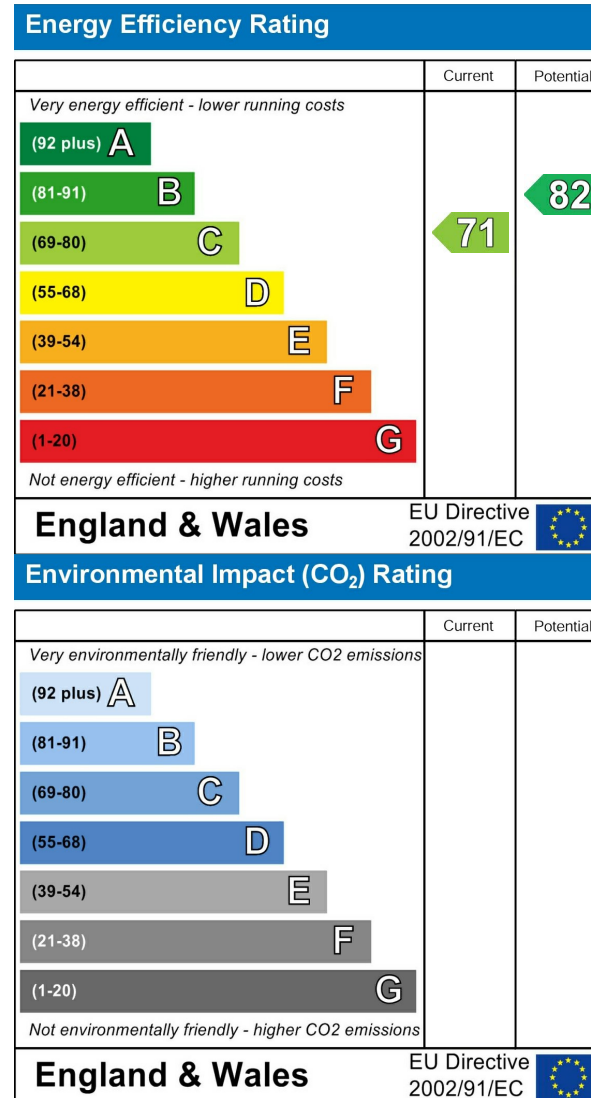 Energy Efficiency Rating
Current Potential
Very energy efficient - lower running costs
(92 plus) A
(81-91) B
82
(69-80) C
71
(55-68) D
(39-54) E
(21-38) F
(1-20) G
Not energy efficient - higher running costs
England & Wales
EU Directive
2002/91/EC
Environmental Impact (CO₂) Rating
Current Potential
Very environmentally friendly - lower CO2 emissions
(92 plus) A
(81-91) B
(69-80) C
(55-68) D
(39-54) E
(21-38) F
(1-20) G
Not environmentally friendly - higher CO2 emissions
England & Wales
EU Directive
2002/91/EC